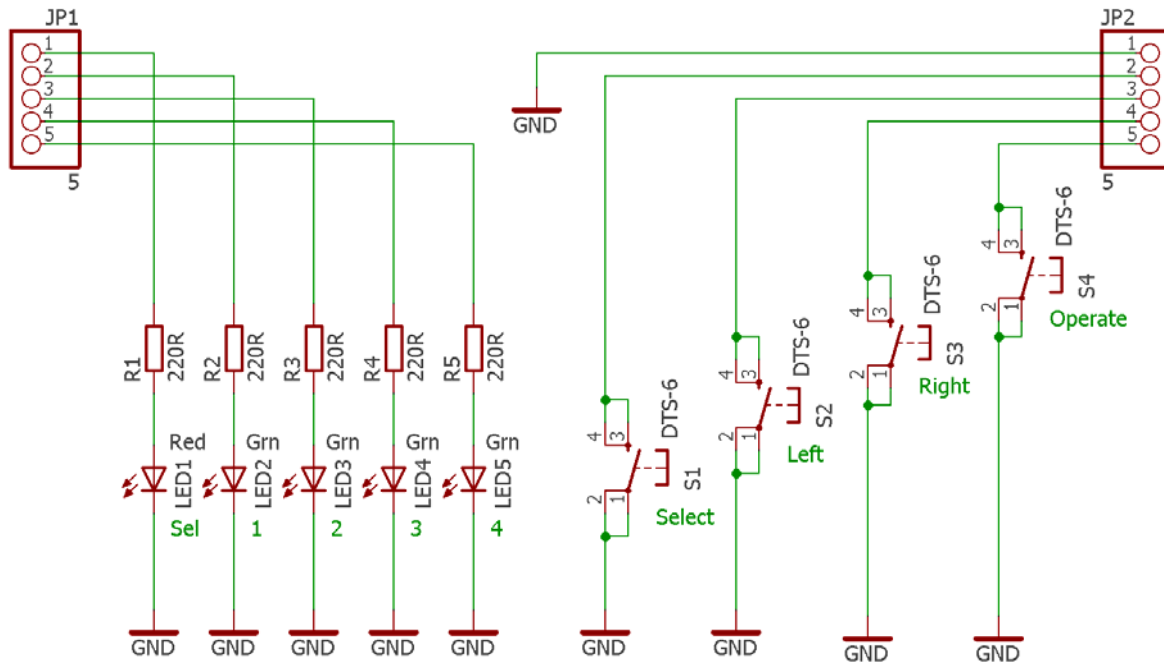 JP1
1
2
3
4
5
5
JP2
1
2
3
4
5
5
GND
R1
220R
R2
220R
R3
220R
R4
220R
R5
220R
Red
LED1
Sel
Grn
LED2
1
Grn
LED3
2
Grn
LED4
3
Grn
LED5
4
4
3
DTS-6
2
1
S1
Select
4
3
DTS-6
2
1
S2
Left
4
3
DTS-6
2
1
S3
Right
4
3
DTS-6
2
1
S4
Operate
GND
GND
GND
GND
GND
GND
GND
GND
GND